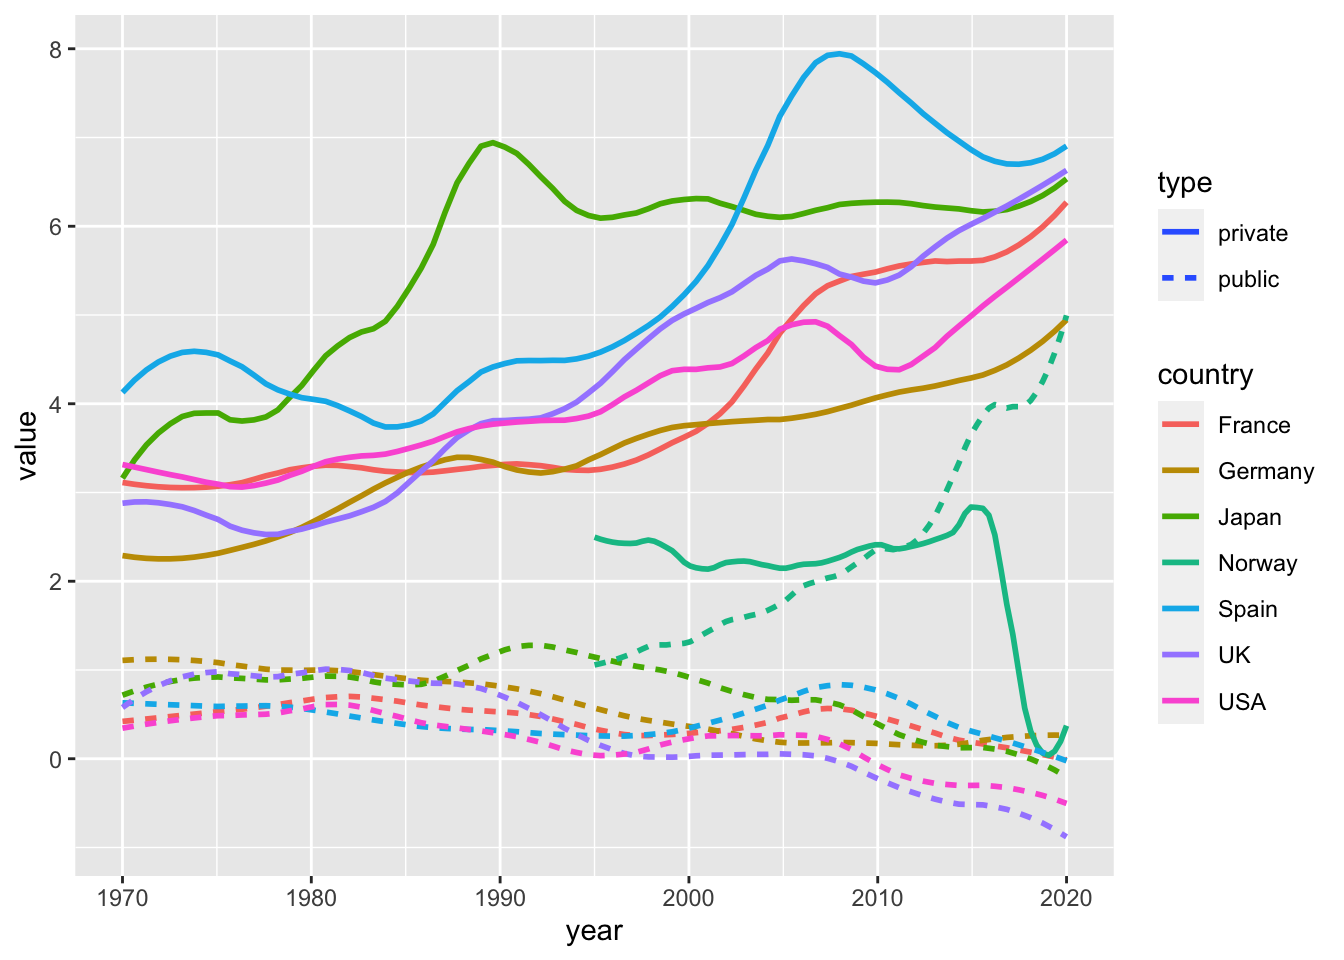 8
6
4
2
0
value
1970
1980
1990
2000
2010
2020
year
type
private
public
country
France
Germany
Japan
Norway
Spain
UK
USA